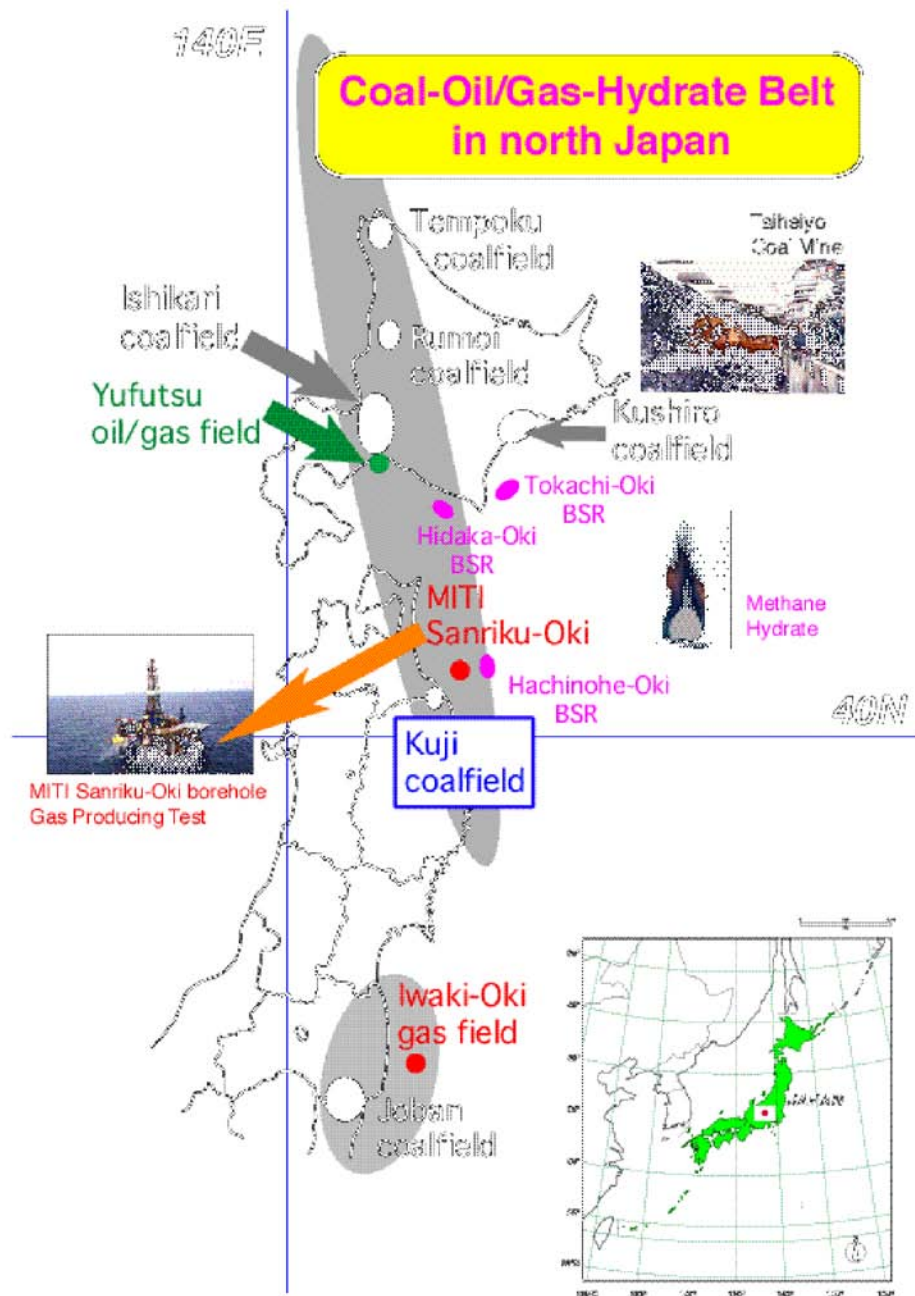 140E
Coal-Oil/Gas-Hydrate Belt
in north Japan
Tempoku
coalfield
Taiheiyo
Coal Mine
Ishikari
coalfield
Rumoi
coalfield
Yufutsu
oil/gas field
Kushiro
coalfield
Tokachi-Oki
BSR
Hidaka-Oki
BSR
MITI
Sanriku-Oki
Methane
Hydrate
Hachinohe-Oki
BSR
40N
Kuji
coalfield
MITI Sanriku-Oki borehole
Gas Producing Test
Iwaki-Oki
gas field
Joban
coalfield